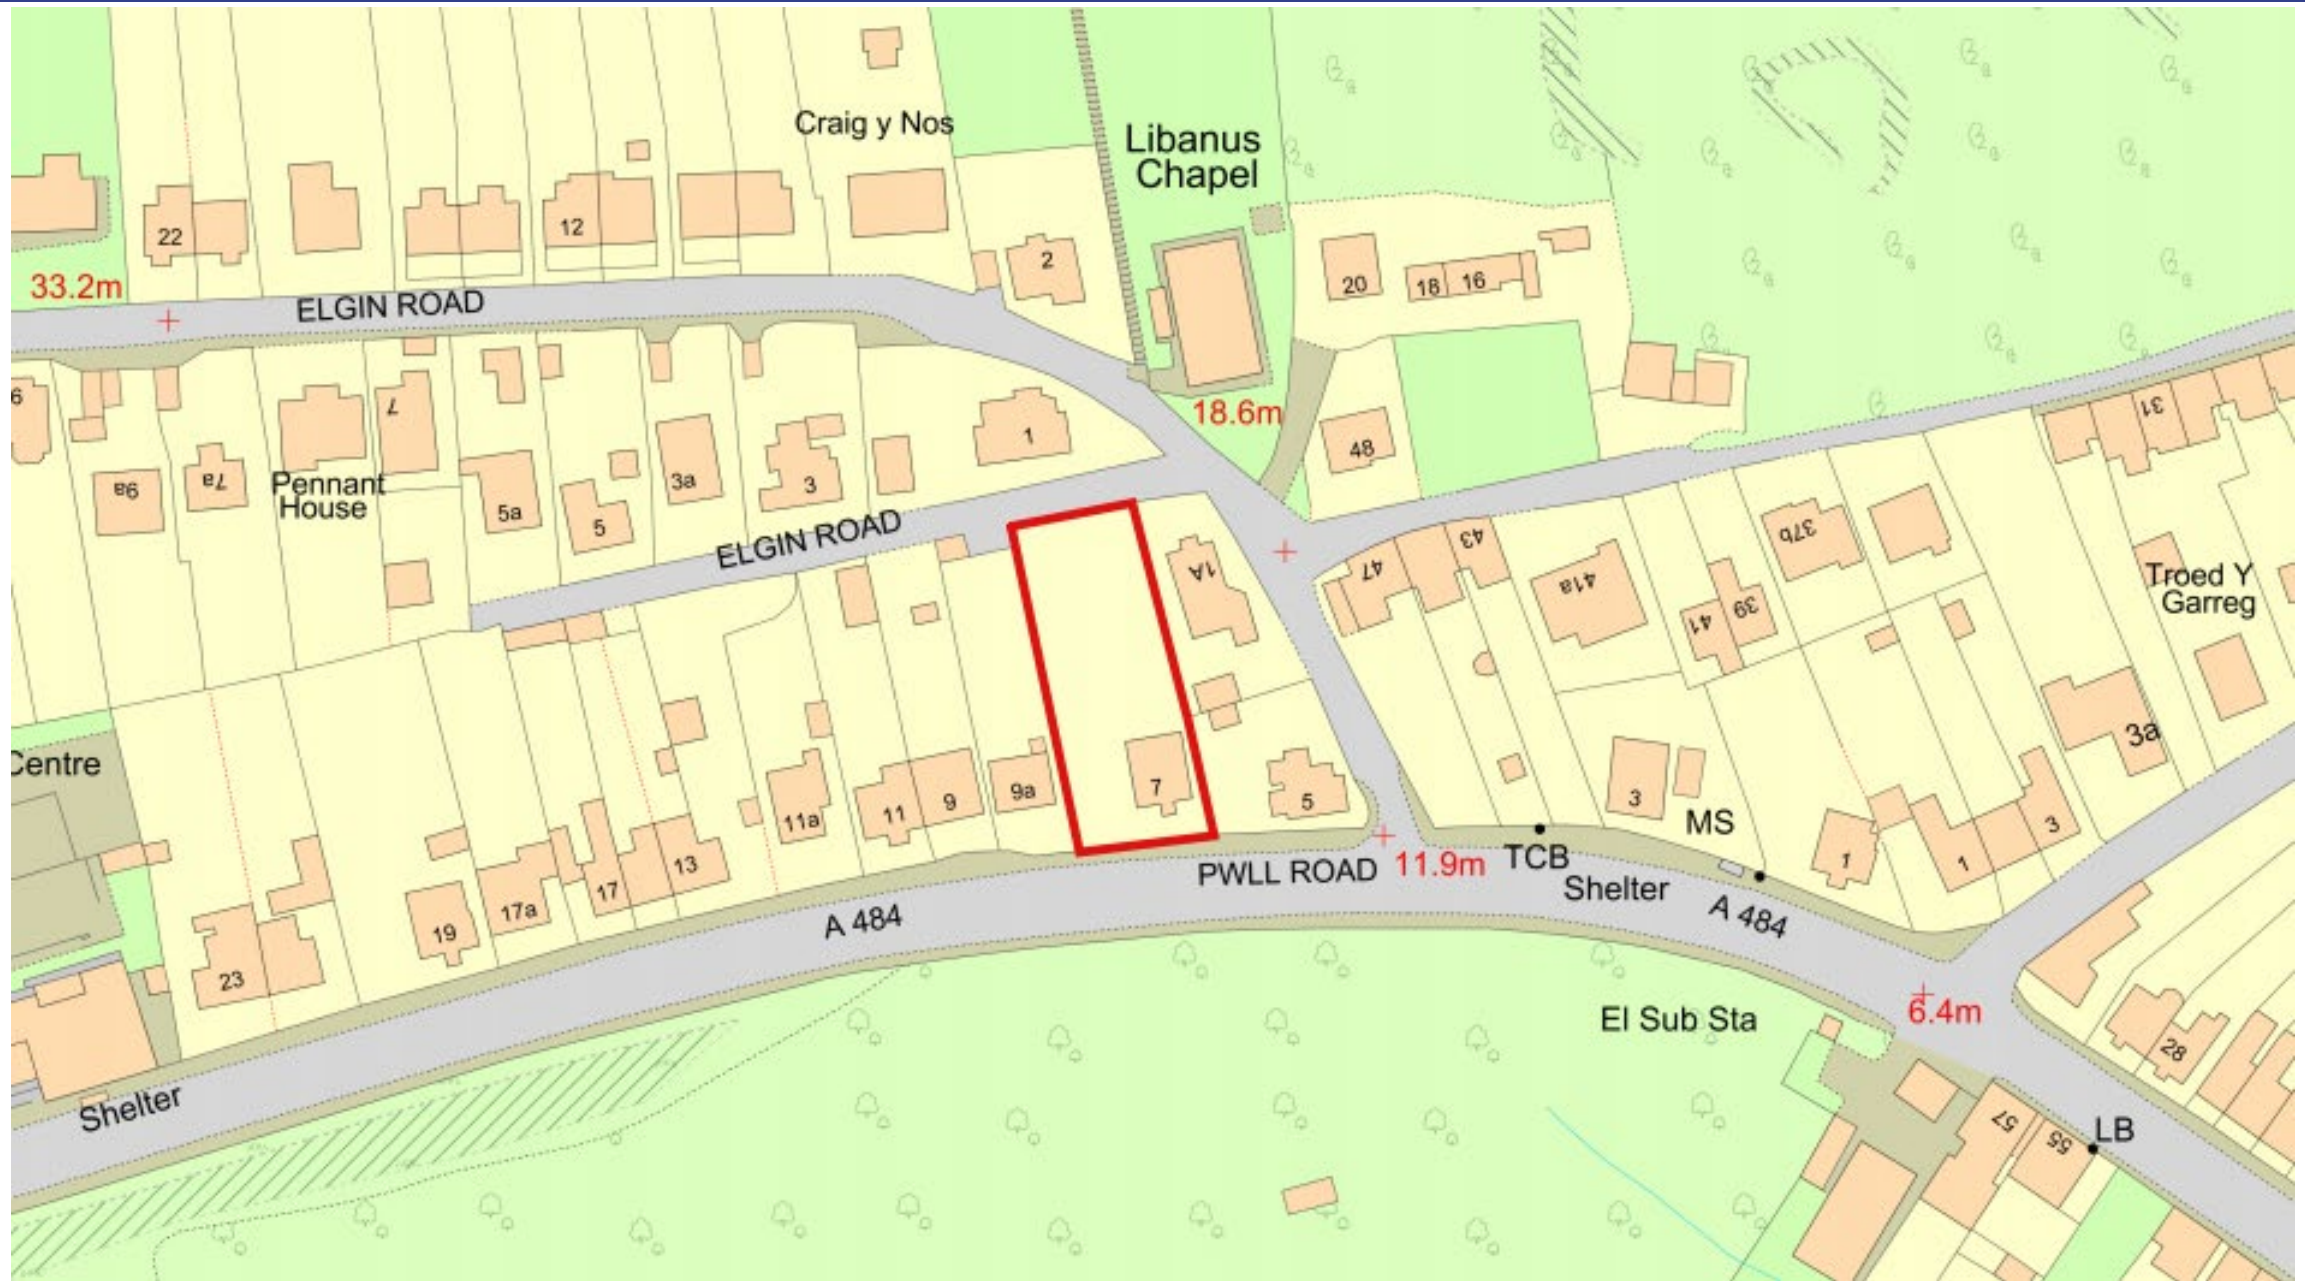 Craig y Nos
Libanus
Chapel
22
12
2
20
18
16
33.2m
ELGIN ROAD
6
7
1
18.6m
48
31
9a
7a
Pennant
House
5a
5
3a
3
ELGIN ROAD
1A
47
43
41a
41
39
37b
Troed Y
Garreg
Centre
3a
11a
11
9
9a
7
5
3
MS
1
1
3
23
19
17a
17
13
A 484
PWLL ROAD
11.9m
TCB
Shelter
A 484
6.4m
El Sub Sta
28
Shelter
57
55
LB